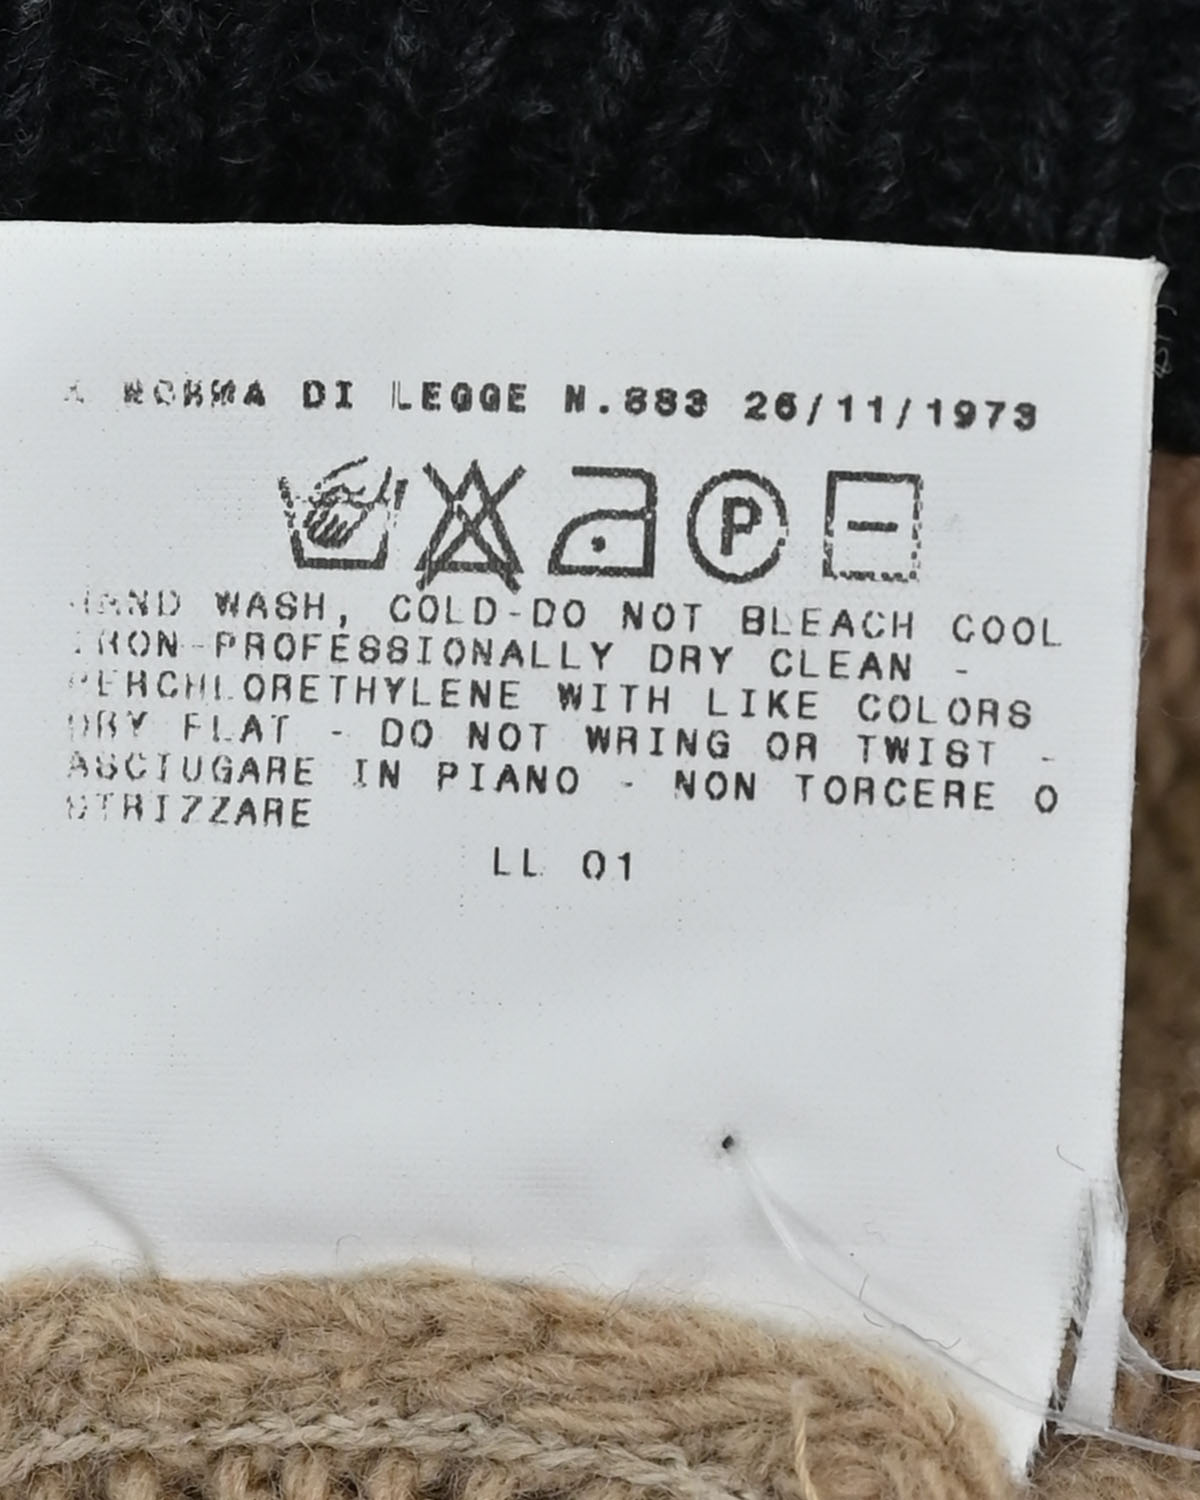 A NORMA DI LEGGE N.883 26/11/1973
P
HAND WASH, COLD-DO NOT BLEACH COOL
IRON-PROFESSIONALLY DRY CLEAN -
PERCHLORETHYLENE WITH LIKE COLORS
DRY FLAT - DO NOT WRING OR TWIST -
ASCIUGARE IN PIANO - NON TORCERE O
STRIZZARE
LL 01